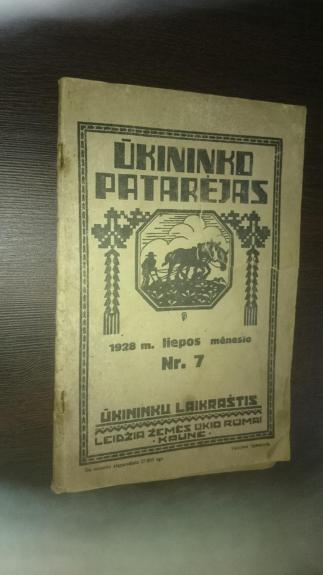 ŪKININKO
PATARĖJAS
1928 m. liepos mėnesio
Nr. 7
ŪKININKŲ LAIKRAŠTIS
LEIDŽIA ŽEMĖS ŪKIO RŪMAI
KAUNE